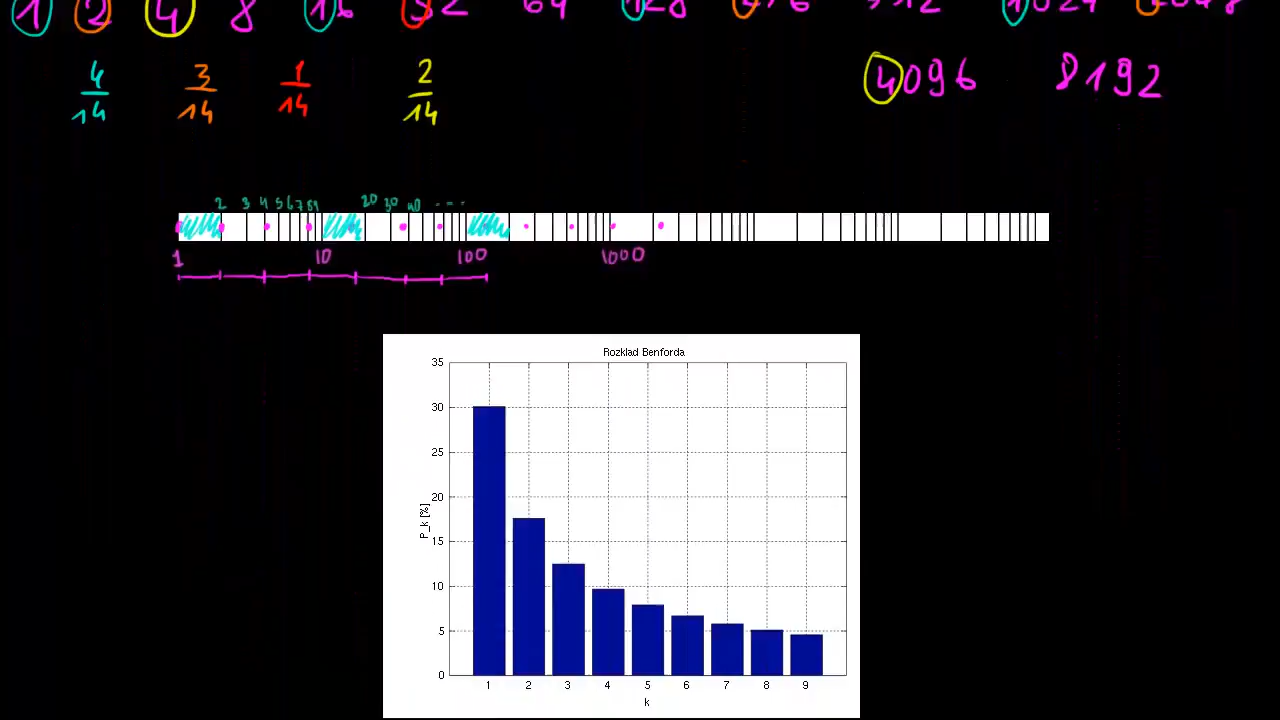 1 2 4 8 16 32 64 128 256 512 1024 2048
4/14 3/14 1/14 2/14 4096 8192
2 3 4 5 6 7 8 9 20 30 40 - - -
1 10 100 1000
Rozklad Benforda
35
30
25
20
15
10
5
0
P_k [%]
1 2 3 4 5 6 7 8 9
k